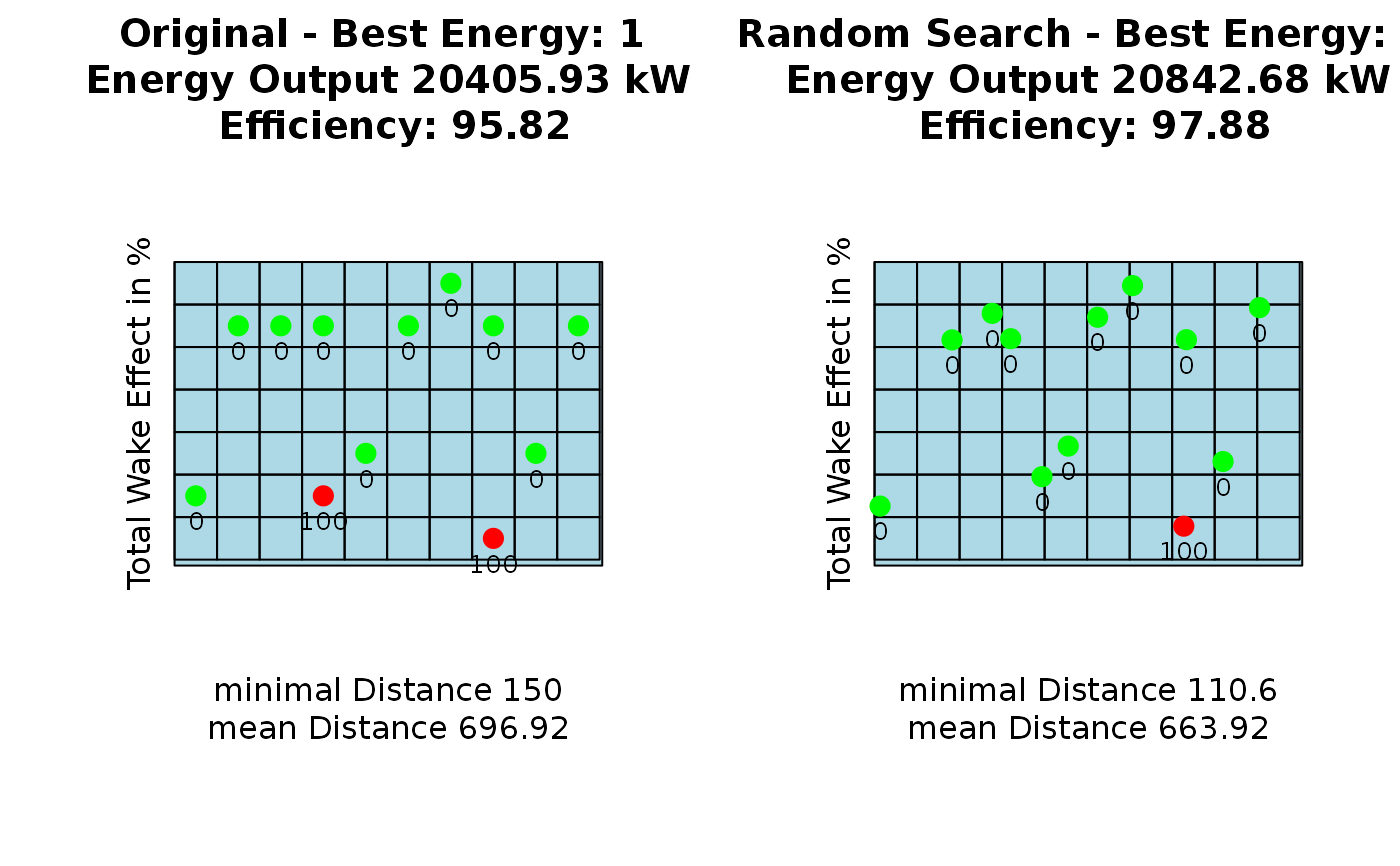 Original - Best Energy: 1
Energy Output 20405.93 kW
Efficiency: 95.82
Total Wake Effect in %
0
0 0 0 0 0 0
0 0
0 100
100
minimal Distance 150
mean Distance 696.92
Random Search - Best Energy:
Energy Output 20842.68 kW
Efficiency: 97.88
Total Wake Effect in %
0
0 0 0
0 0 0
0
0
0
0
100
minimal Distance 110.6
mean Distance 663.92